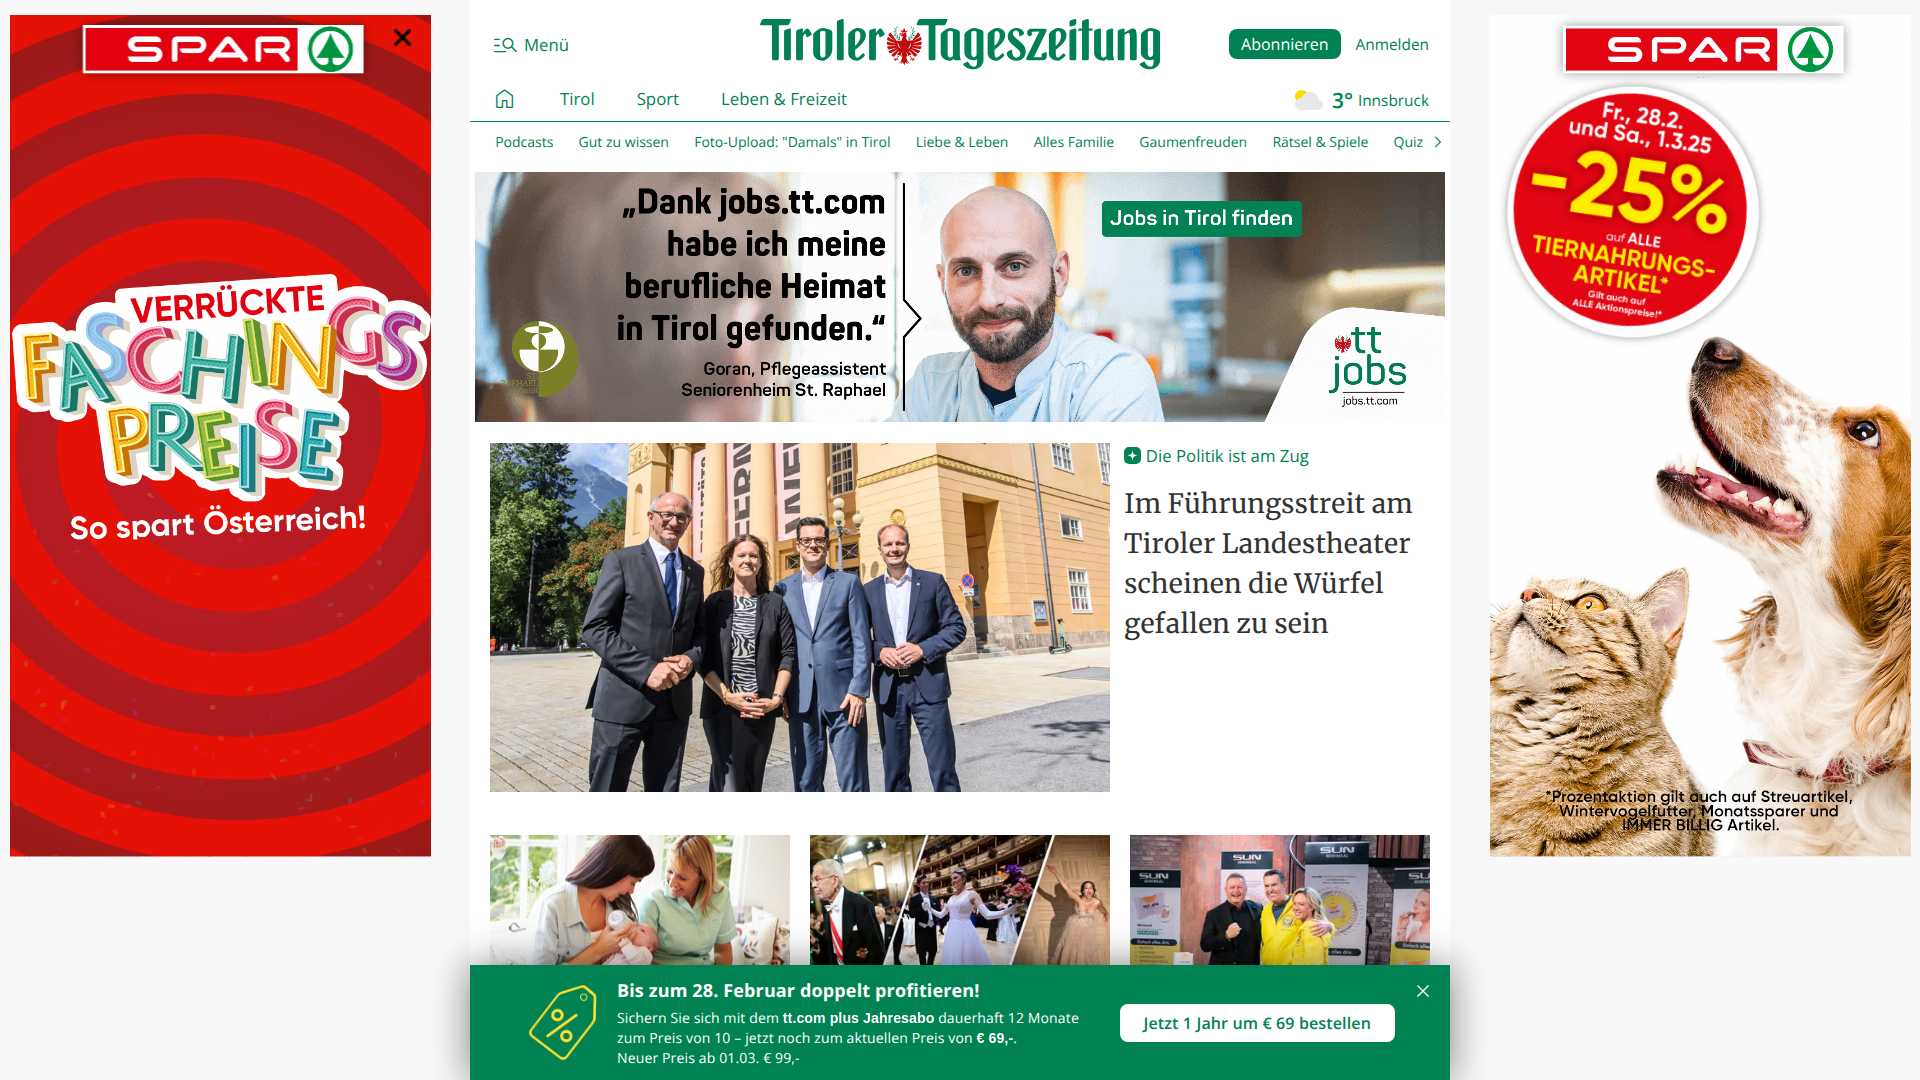 SPAR
VERRÜCKTE
FASCHINGS
PREISE
So spart Österreich!
Menü
Tiroler Tageszeitung
Abonnieren
Anmelden
Tirol
Sport
Leben & Freizeit
3° Innsbruck
Podcasts
Gut zu wissen
Foto-Upload: "Damals" in Tirol
Liebe & Leben
Alles Familie
Gaumenfreuden
Rätsel & Spiele
Quiz
„Dank jobs.tt.com
habe ich meine
berufliche Heimat
in Tirol gefunden.“
Goran, Pflegeassistent
Seniorenheim St. Raphael
Jobs in Tirol finden
tt
jobs
jobs.tt.com
Die Politik ist am Zug
Im Führungsstreit am
Tiroler Landestheater
scheinen die Würfel
gefallen zu sein
SUN
SUN
SUN
Bis zum 28. Februar doppelt profitieren!
Sichern Sie sich mit dem tt.com plus Jahresabo dauerhaft 12 Monate
zum Preis von 10 – jetzt noch zum aktuellen Preis von € 69,-.
Neuer Preis ab 01.03. € 99,-
Jetzt 1 Jahr um € 69 bestellen
SPAR
Fr., 28.2.
und Sa., 1.3.25
-25%
auf ALLE
TIERNAHRUNGS-
ARTIKEL*
Gilt auch auf
ALLE Aktionspreise!*
*Prozentaktion gilt auch auf Streuartikel,
Wintervogelfutter, Monatssparer und
IMMER BILLIG Artikel.